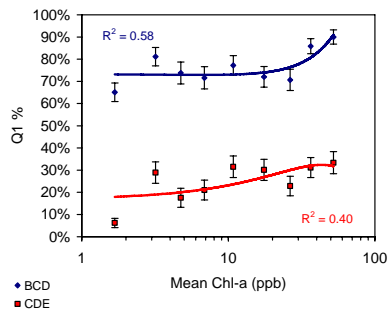 100%
90%
80%
70%
60%
50%
40%
30%
20%
10%
0%
Q1 %
R² = 0.58
R² = 0.40
1 10 100
Mean Chl-a (ppb)
BCD
CDE